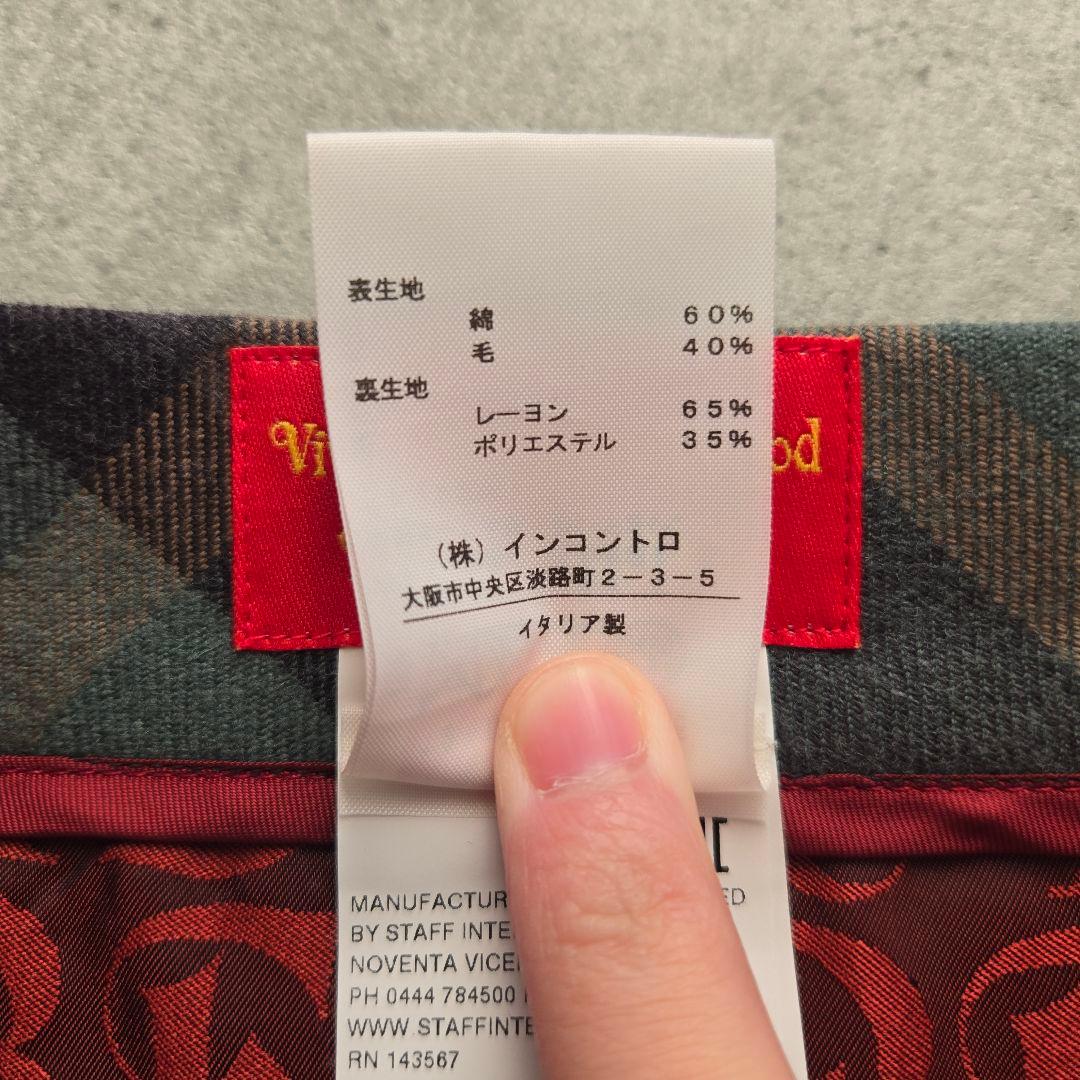 表生地
綿 60%
毛 40%
裏生地
レーヨン 65%
ポリエステル 35%
(株)インコントロ
大阪市中央区淡路町2-3-5
イタリア製
MANUFACTUR
BY STAFF INTE
NOVENTA VICE
PH 0444 784500
WWW.STAFFINTE
RN 143567